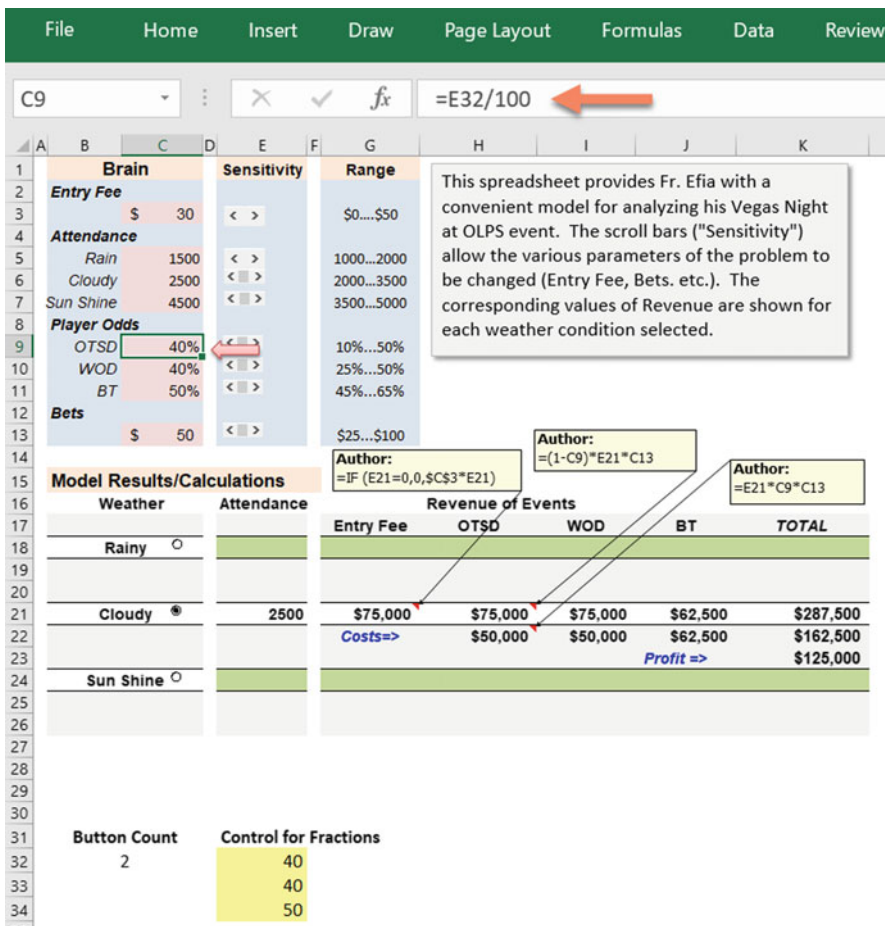 File Home Insert Draw Page Layout Formulas Data Review
C9 fx =E32/100
A B C D E F G H I J K
1 Brain Sensitivity Range
2 Entry Fee
3 $ 30 < > $0....$50
4 Attendance
5 Rain 1500 < > 1000...2000
6 Cloudy 2500 < > 2000...3500
7 Sun Shine 4500 < > 3500...5000
8 Player Odds
9 OTSD 40% < > 10%...50%
10 WOD 40% < > 25%...50%
11 BT 50% < > 45%...65%
12 Bets
13 $ 50 < > $25...$100
This spreadsheet provides Fr. Efia with a
convenient model for analyzing his Vegas Night
at OLPS event. The scroll bars ("Sensitivity")
allow the various parameters of the problem to
be changed (Entry Fee, Bets. etc.). The
corresponding values of Revenue are shown for
each weather condition selected.
14
Author:
=IF (E21=0,0,$C$3*E21)
Author:
=(1-C9)*E21*C13
Author:
=E21*C9*C13
15 Model Results/Calculations
16 Weather Attendance Revenue of Events
17 Entry Fee OTSD WOD BT TOTAL
18 Rainy
19
20
21 Cloudy 2500 $75,000 $75,000 $75,000 $62,500 $287,500
22 Costs=> $50,000 $50,000 $62,500 $162,500
23 Profit => $125,000
24 Sun Shine
25
26
27
28
29
30
31 Button Count Control for Fractions
32 2 40
33 40
34 50